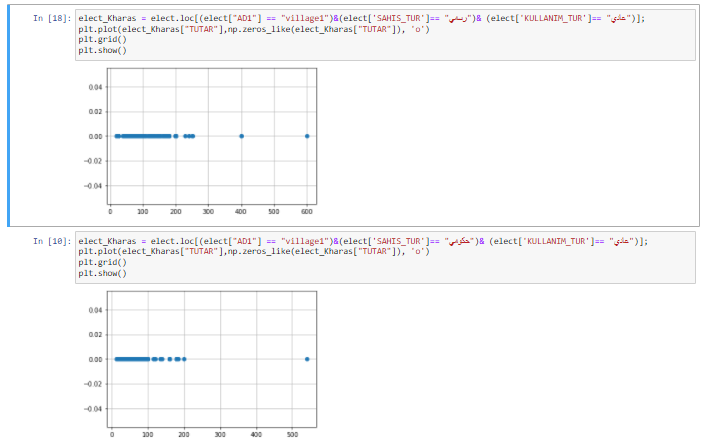 In [18]: elect_Kharas = elect.loc[(elect["AD1"] == "village1")&(elect['SAHIS_TUR']== "رسمي")& (elect['KULLANIM_TUR']== "عادي")];
plt.plot(elect_Kharas["TUTAR"],np.zeros_like(elect_Kharas["TUTAR"]), 'o')
plt.grid()
plt.show()
0.04
0.02
0.00
−0.02
−0.04
0 100 200 300 400 500 600
In [10]: elect_Kharas = elect.loc[(elect["AD1"] == "village1")&(elect['SAHIS_TUR']== "حكومي")& (elect['KULLANIM_TUR']== "عادي")];
plt.plot(elect_Kharas["TUTAR"],np.zeros_like(elect_Kharas["TUTAR"]), 'o')
plt.grid()
plt.show()
0.04
0.02
0.00
−0.02
−0.04
0 100 200 300 400 500